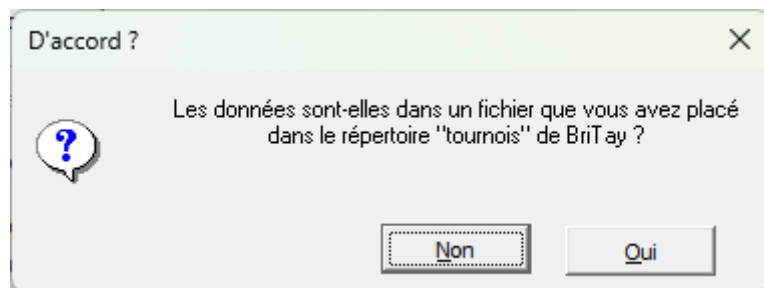 D'accord ?
Les données sont-elles dans un fichier que vous avez placé
dans le répertoire "tournois" de BriTay ?
Non
Oui